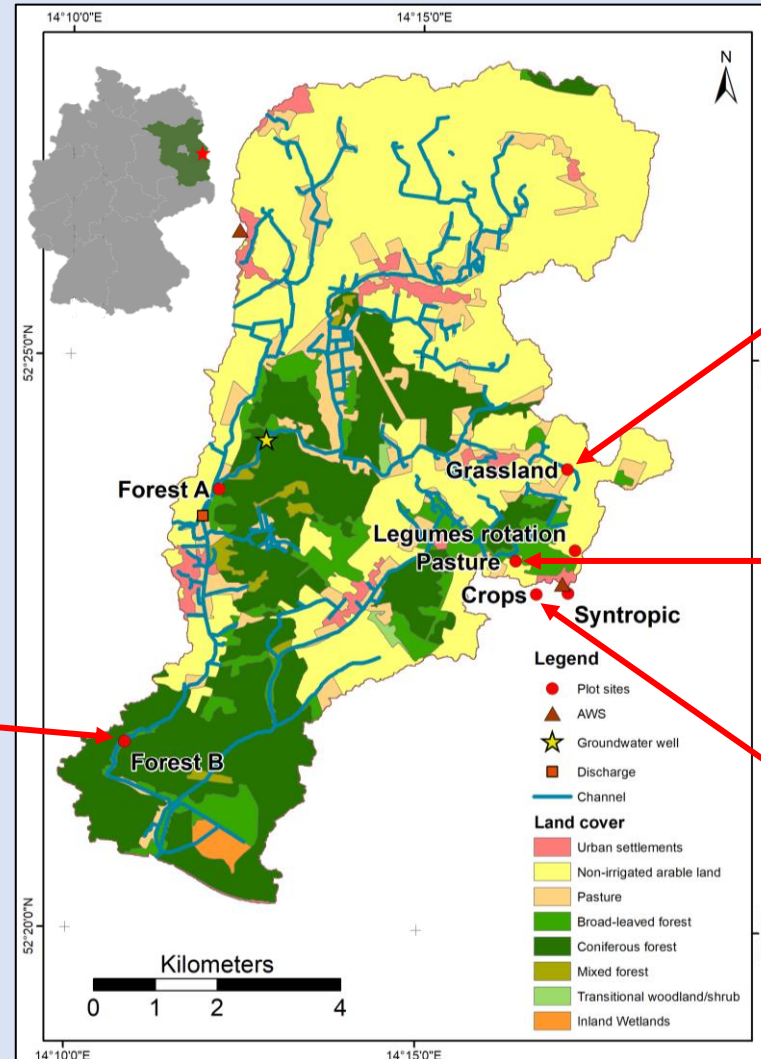 14°10'0"E 14°15'0"E
N
52°25'0"N
Grassland
Forest A
Legumes rotation
Pasture
Crops
Syntropic
Forest B
Legend
Plot sites
AWS
Groundwater well
Discharge
Channel
Land cover
Urban settlements
Non-irrigated arable land
Pasture
Broad-leaved forest
Coniferous forest
Mixed forest
Transitional woodland/shrub
Inland Wetlands
52°20'0"N
Kilometers
0 1 2 4
14°10'0"E 14°15'0"E